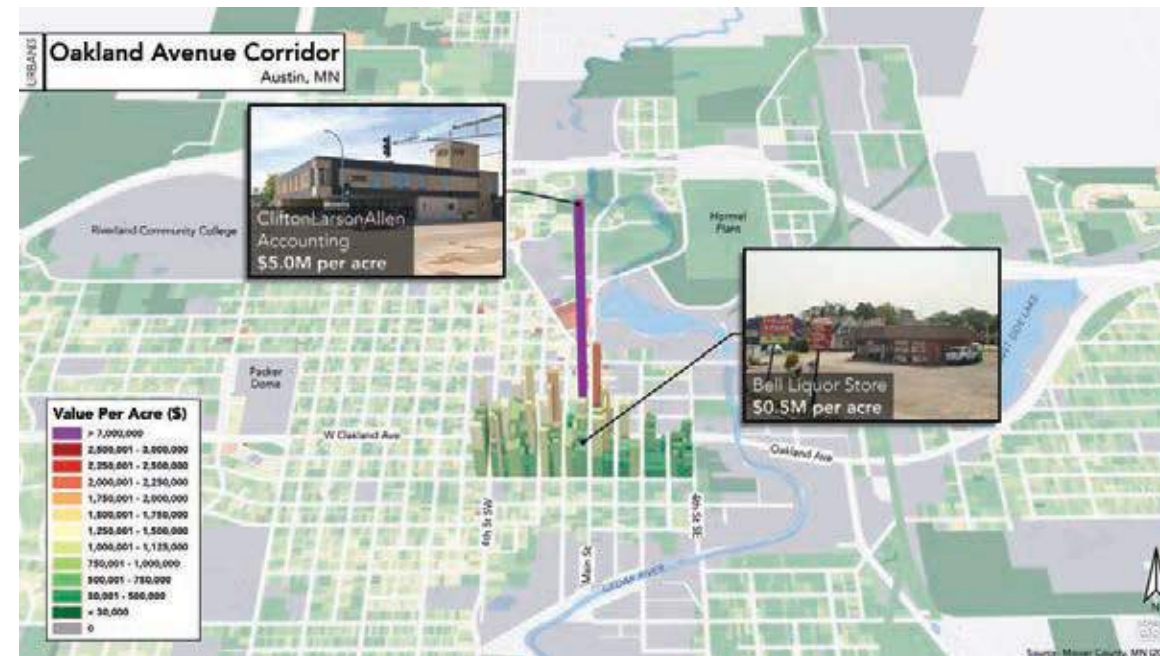 URBAN3
Oakland Avenue Corridor
Austin, MN
CliftonLarsonAllen
Accounting
$5.0M per acre
Riverland Community College
Hormel
Plant
Bell Liquor Store
$0.5M per acre
Packer
Dome
W Oakland Ave
Oakland Ave
4th St SW
Main St
4th St SE
CEDAR RIVER
SIDE LAKE
Value Per Acre ($)
> 7,000,000
2,500,001 - 3,000,000
2,250,001 - 2,500,000
2,000,001 - 2,250,000
1,750,001 - 2,000,000
1,500,001 - 1,750,000
1,250,001 - 1,500,000
1,000,001 - 1,125,000
750,001 - 1,000,000
500,001 - 750,000
50,001 - 500,000
< 50,000
0
N
Source: Mower County, MN (20